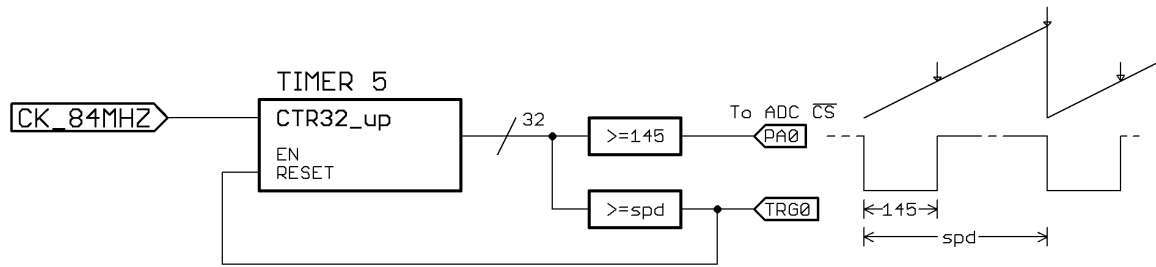 TIMER 5
CK_84MHZ
CTR32_up
EN
RESET
32
>=145
To ADC CS
PA0
>=spd
TRG0
145
spd